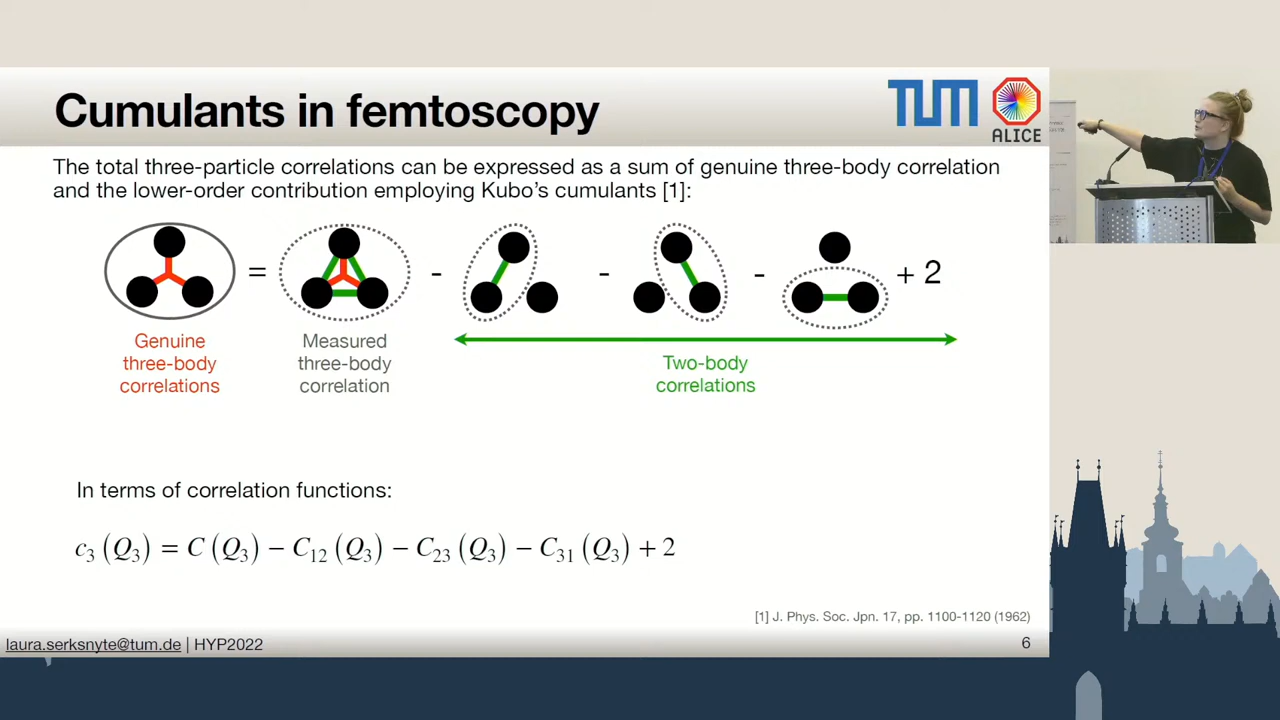 Cumulants in femtoscopy
TUM
ALICE
The total three-particle correlations can be expressed as a sum of genuine three-body correlation
and the lower-order contribution employing Kubo's cumulants [1]:
= - - - + 2
Genuine
three-body
correlations
Measured
three-body
correlation
Two-body
correlations
In terms of correlation functions:
c₃ (Q₃) = C (Q₃) − C₁₂ (Q₃) − C₂₃ (Q₃) − C₃₁ (Q₃) + 2
[1] J. Phys. Soc. Jpn. 17, pp. 1100-1120 (1962)
laura.serksnyte@tum.de | HYP2022
6